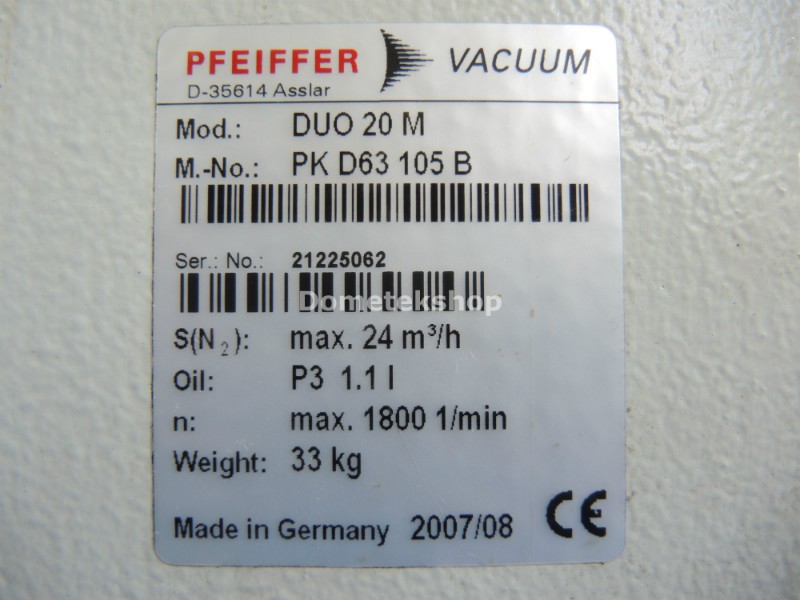 PFEIFFER VACUUM
D-35614 Asslar
Mod.: DUO 20 M
M.-No.: PK D63 105 B
Ser.: No.: 21225062
Dometekshop
S(N₂): max. 24 m³/h
Oil: P3 1.1 l
n: max. 1800 1/min
Weight: 33 kg
Made in Germany 2007/08 CE